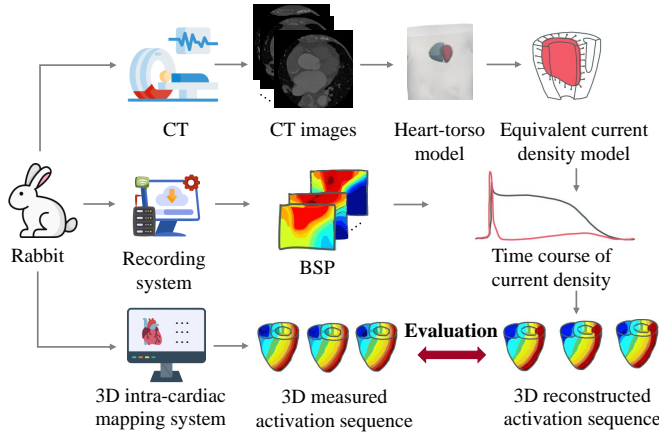 CT
CT images
Heart-torso
model
Equivalent current
density model
Rabbit
Recording
system
BSP
Time course of
current density
Evaluation
3D intra-cardiac
mapping system
3D measured
activation sequence
3D reconstructed
activation sequence